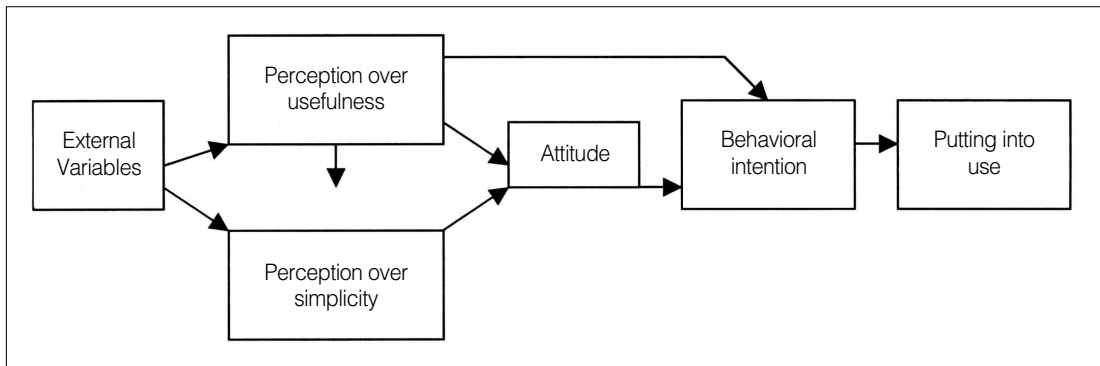 External
Variables
Perception over
usefulness
Perception over
simplicity
Attitude
Behavioral
intention
Putting into
use